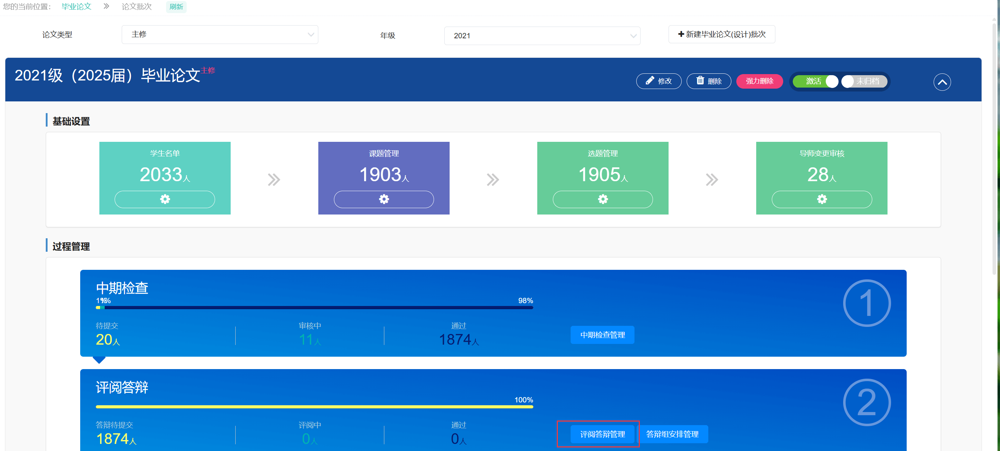 您的当前位置： 毕业论文 论文批次 刷新
论文类型 主修 年级 2021 新建毕业论文(设计)批次
2021级（2025届）毕业论文主修
修改 删除 强力删除 激活 未归档
基础设置
学生名单 课题管理 选题管理 导师变更审核
2033人 1903人 1905人 28人
过程管理
中期检查
1% 1% 98%
待提交 审核中 通过
20人 11人 1874人
中期检查管理
1
评阅答辩
100%
答辩待提交 评阅中 通过
1874人 0人 0人
评阅答辩管理 答辩组安排管理
2